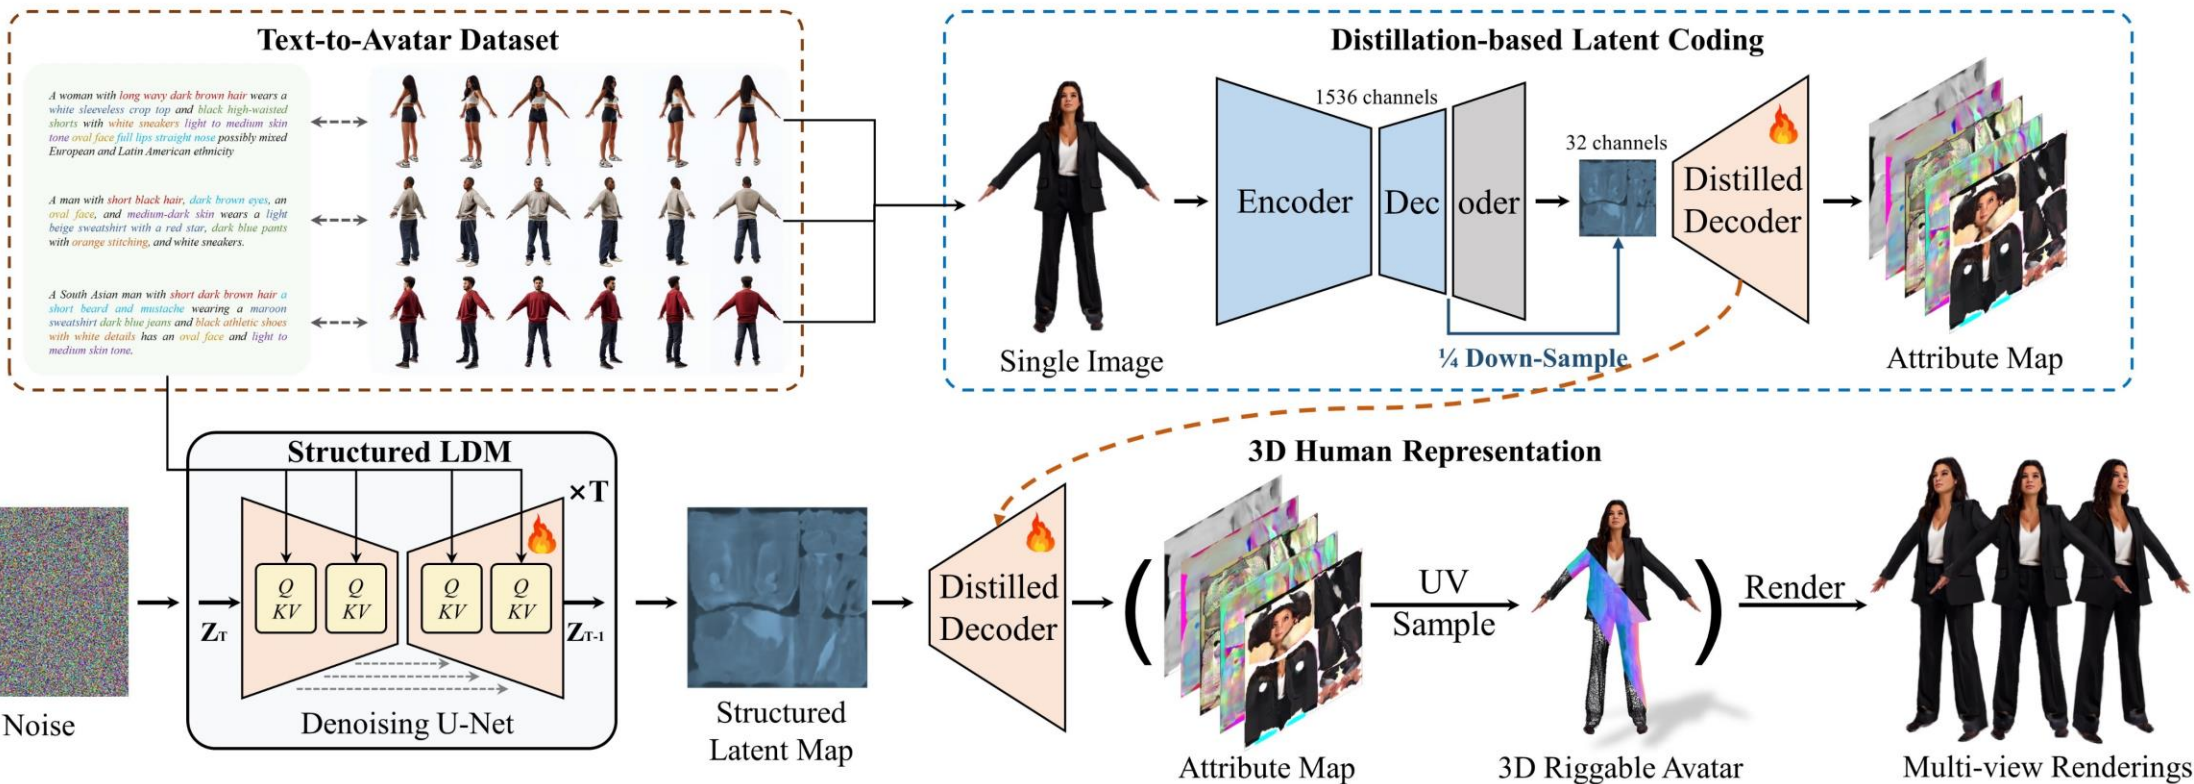 Text-to-Avatar Dataset
A woman with long wavy dark brown hair wears a
white sleeveless crop top and black high-waisted
shorts with white sneakers light to medium skin
tone oval face full lips straight nose possibly mixed
European and Latin American ethnicity
A man with short black hair, dark brown eyes, an
oval face, and medium-dark skin wears a light
beige sweatshirt with a red star, dark blue pants
with orange stitching, and white sneakers.
A South Asian man with short dark brown hair a
short beard and mustache wearing a maroon
sweatshirt dark blue jeans and black athletic shoes
with white details has an oval face and light to
medium skin tone.
Distillation-based Latent Coding
Single Image
Encoder
1536 channels
Dec
oder
32 channels
¼ Down-Sample
Distilled
Decoder
Attribute Map
Noise
Structured LDM
×T
Z_T
Q
KV
Q
KV
Q
KV
Q
KV
Z_T-1
Denoising U-Net
Structured
Latent Map
Distilled
Decoder
3D Human Representation
(
Attribute Map
UV
Sample
3D Riggable Avatar
)
Render
Multi-view Renderings